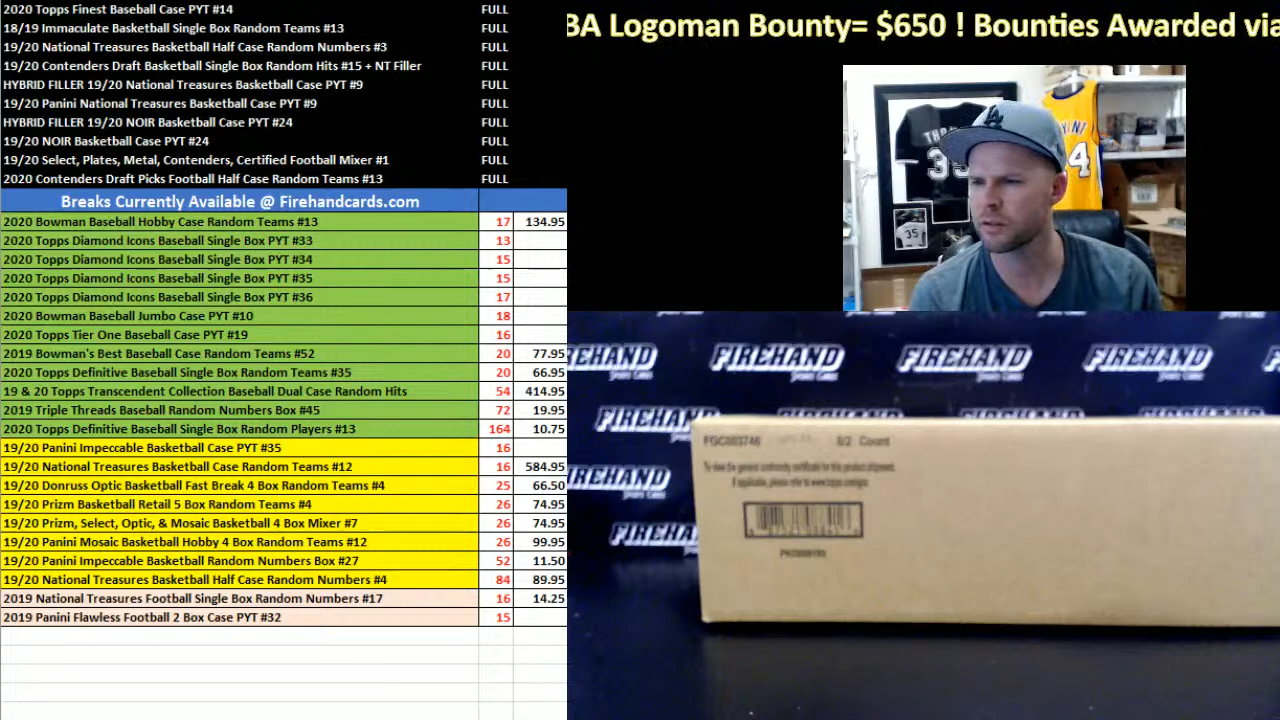 2020 Topps Finest Basketball Case PYT #14 FULL
18/19 Immaculate Basketball Single Box Random Teams #13 FULL
19/20 National Treasures Basketball Half Case Random Numbers #3 FULL
19/20 Contenders Draft Basketball Single Box Random Hits #15 + NT Filler FULL
HYBRID FILLER 19/20 National Treasures Basketball Case PYT #9 FULL
19/20 Panini National Treasures Basketball Case PYT #9 FULL
HYBRID FILLER 19/20 NOIR Basketball Case PYT #24 FULL
19/20 NOIR Basketball Case PYT #24 FULL
19/20 Select, Plates, Metal, Contenders, Certified Football Mixer #1 FULL
2020 Contenders Draft Picks Football Half Case Random Teams #13 FULL
Breaks Currently Available @ Firehandcards.com
2020 Bowman Baseball Hobby Case Random Teams #13 17 134.95
2020 Topps Diamond Icons Baseball Single Box PYT #33 13
2020 Topps Diamond Icons Baseball Single Box PYT #34 15
2020 Topps Diamond Icons Baseball Single Box PYT #35 15
2020 Topps Diamond Icons Baseball Single Box PYT #36 17
2020 Bowman Baseball Jumbo Case PYT #10 18
2020 Topps Tier One Baseball Case PYT #19 16
2019 Bowman's Best Baseball Case Random Teams #52 20 77.95
2020 Topps Definitive Baseball Single Box Random Teams #35 20 66.95
19 & 20 Topps Transcendent Collection Baseball Dual Case Random Hits 54 414.95
2019 Triple Threads Baseball Random Numbers Box #45 72 19.95
2020 Topps Definitive Baseball Single Box Random Players #13 164 10.75
19/20 Panini Impeccable Basketball Case PYT #35 16
19/20 National Treasures Basketball Case Random Teams #12 16 584.95
19/20 Donruss Optic Basketball Fast Break 4 Box Random Teams #4 25 66.50
19/20 Prizm Basketball Retail 5 Box Random Teams #4 26 74.95
19/20 Prizm, Select, Optic, & Mosaic Basketball 4 Box Mixer #7 26 74.95
19/20 Panini Mosaic Basketball Hobby 4 Box Random Teams #12 26 99.95
19/20 Panini Impeccable Basketball Random Numbers Box #27 52 11.50
19/20 National Treasures Basketball Half Case Random Numbers #4 84 89.95
2019 National Treasures Football Single Box Random Numbers #17 16 14.25
2019 Panini Flawless Football 2 Box Case PYT #32 15
BA Logoman Bounty= $650 ! Bounties Awarded via
35
35
FIREHAND FIREHAND FIREHAND FIREHAND
FIREHAND
FIREHAND
FGC003746 8/2 Count